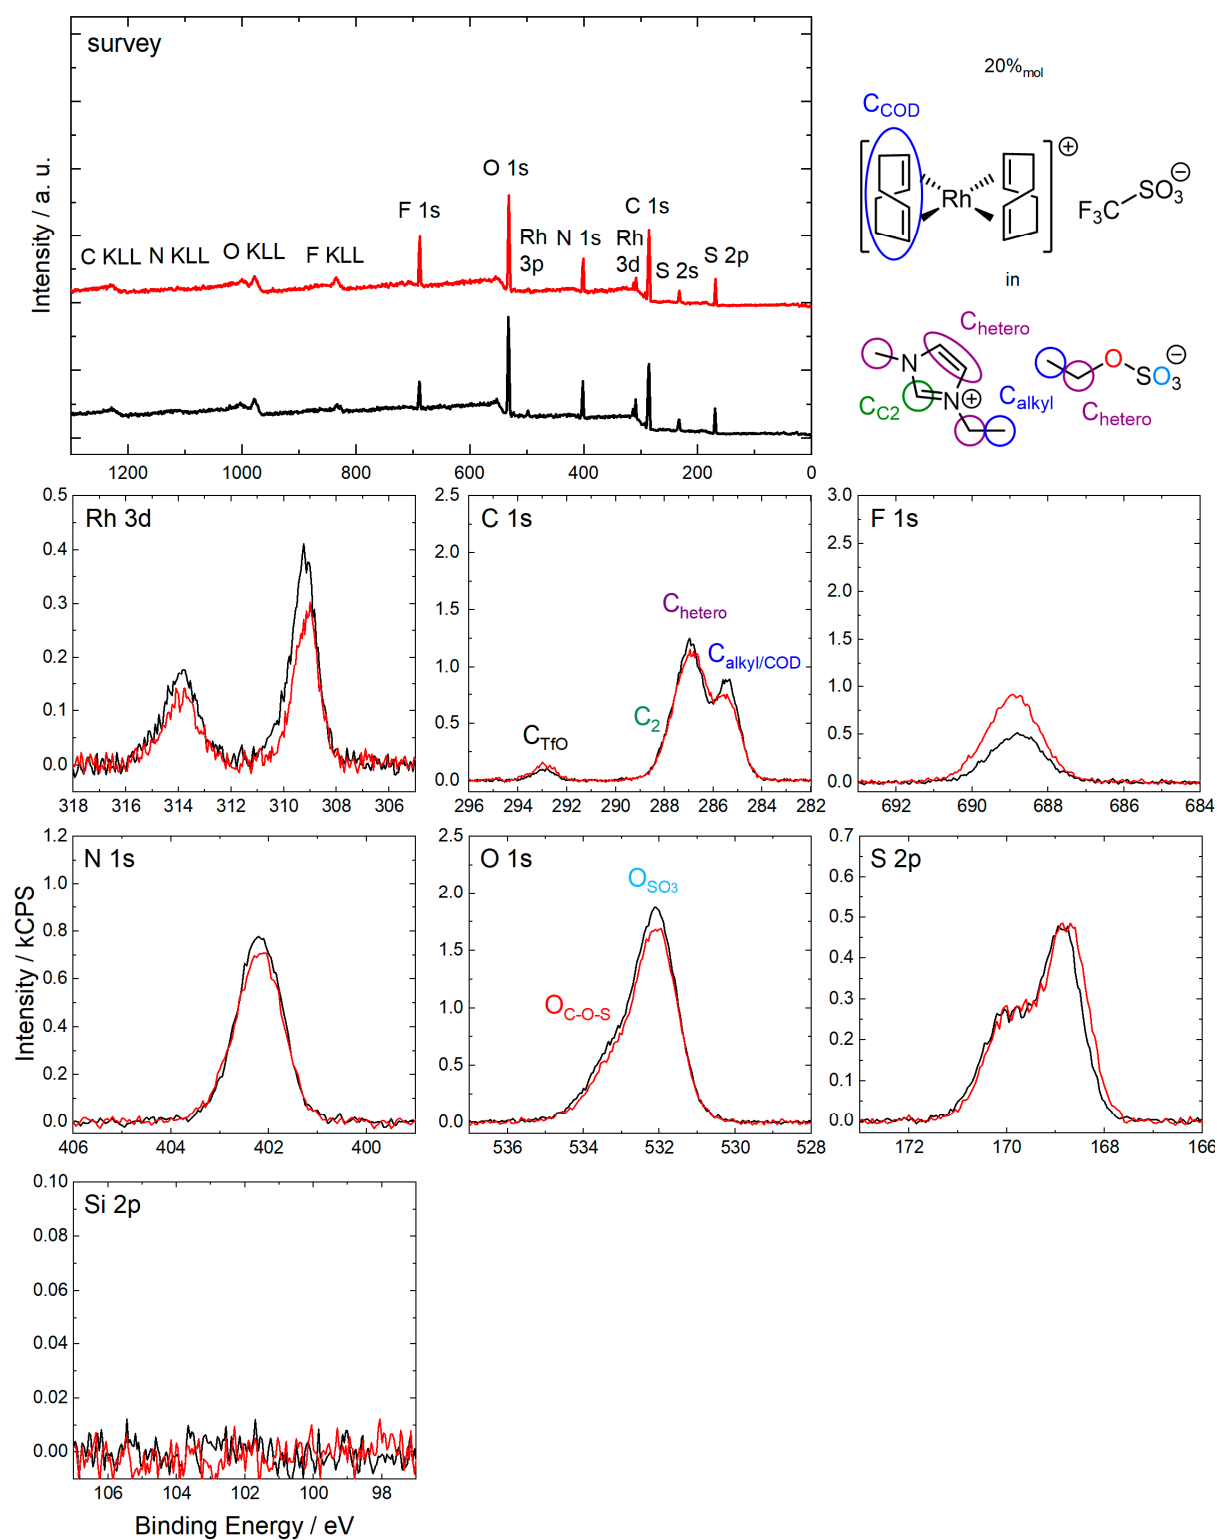 survey
Intensity / a. u.
C KLL N KLL O KLL F KLL F 1s O 1s Rh 3p N 1s Rh 3d C 1s S 2s S 2p
1200 1000 800 600 400 200 0
20%mol
CCOD
Rh
⊕
F3C SO3 ⊖
in
Chetero
N
N +
CC2
Calkyl
O
S O3 ⊖
Chetero
Rh 3d
0.5
0.4
0.3
0.2
0.1
0.0
318 316 314 312 310 308 306
C 1s
2.5
2.0
1.5
1.0
0.5
0.0
Chetero
Calkyl/COD
C2
CTfO
296 294 292 290 288 286 284 282
F 1s
3.0
2.5
2.0
1.5
1.0
0.5
0.0
692 690 688 686 684
Intensity / kCPS
N 1s
1.2
1.0
0.8
0.6
0.4
0.2
0.0
406 404 402 400
O 1s
2.5
2.0
1.5
1.0
0.5
0.0
OSO3
OC-O-S
536 534 532 530 528
S 2p
0.7
0.6
0.5
0.4
0.3
0.2
0.1
0.0
172 170 168 166
Si 2p
0.10
0.08
0.06
0.04
0.02
0.00
106 104 102 100 98
Binding Energy / eV